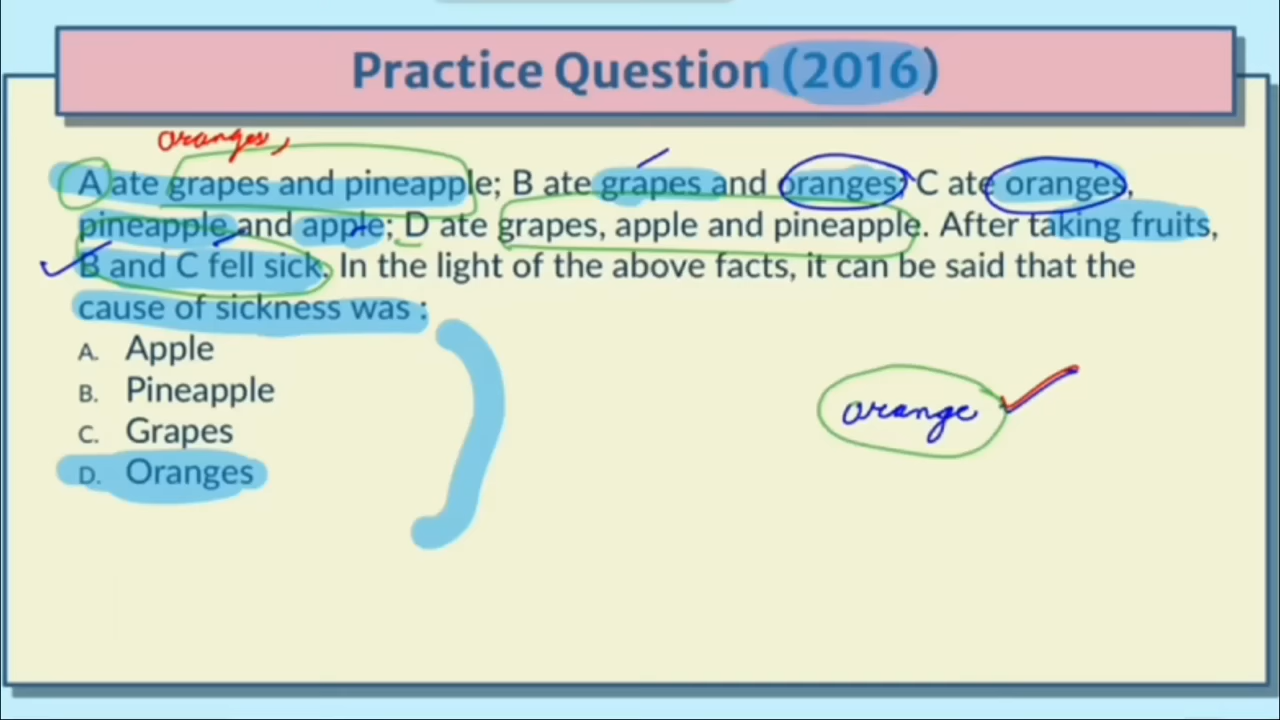 Practice Question (2016)
oranges,
A ate grapes and pineapple; B ate grapes and oranges; C ate oranges,
pineapple and apple; D ate grapes, apple and pineapple. After taking fruits,
B and C fell sick. In the light of the above facts, it can be said that the
cause of sickness was :
A. Apple
B. Pineapple
C. Grapes
D. Oranges
orange